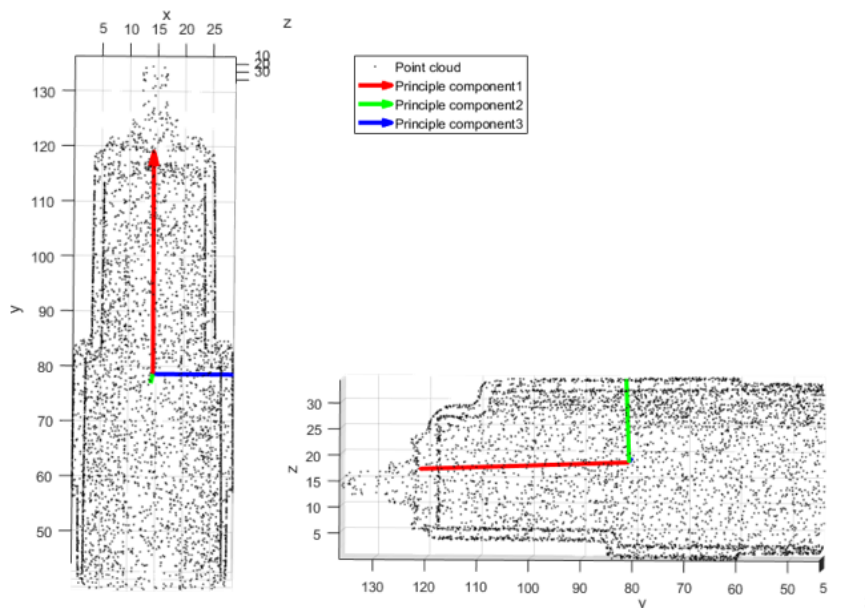 x
5 10 15 20 25
z
10
20
30
130
120
110
100
90
80
70
60
50
y
Point cloud
Principle component1
Principle component2
Principle component3
30
25
20
15
10
5
z
130 120 110 100 90 80 70 60 50 5
y